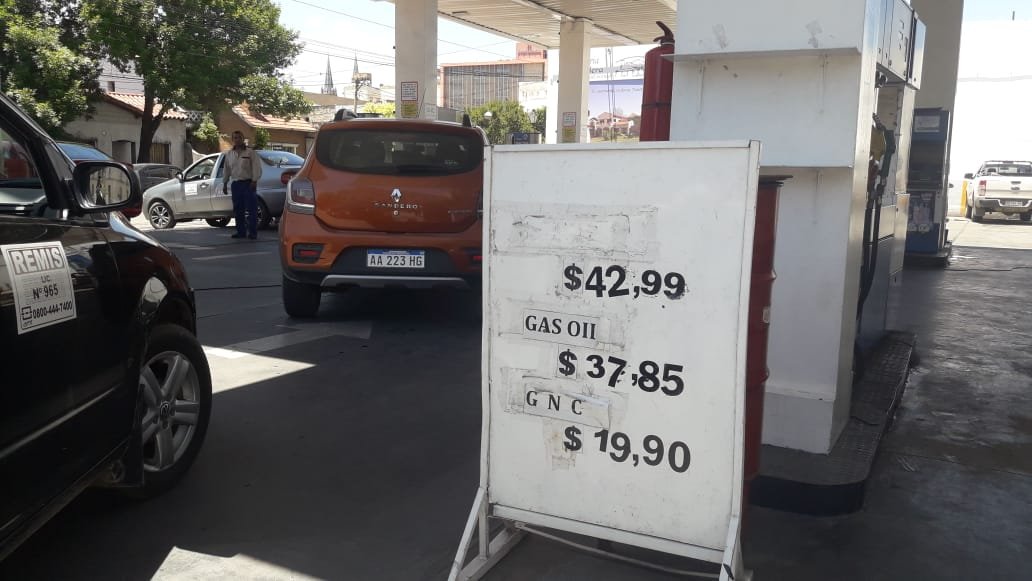 REMIS
LIC.
Nº 965
0800-444-7400
SANDERO
AA 223 HG
$42,99
GAS OIL
$ 37,85
G N C
$ 19,90